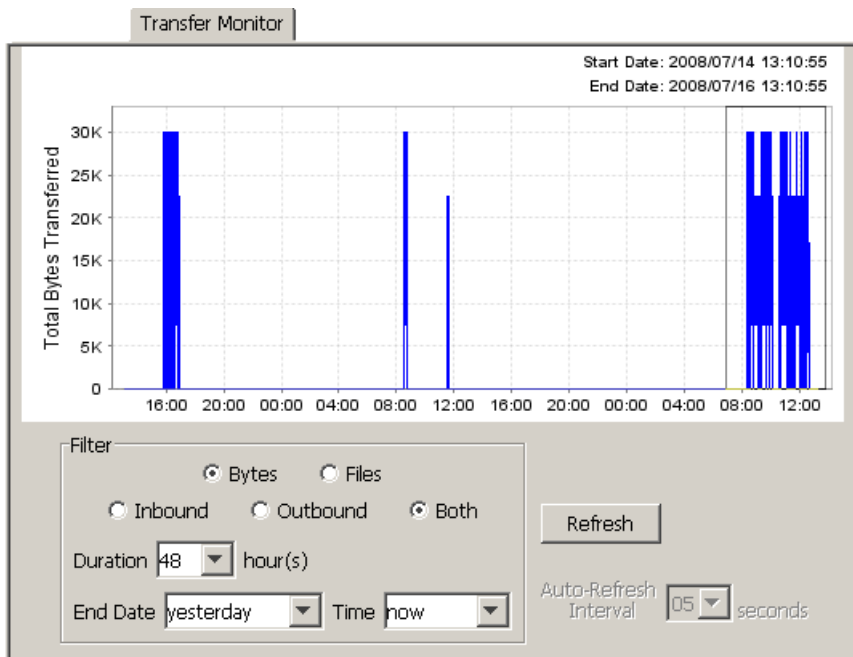 Transfer Monitor
Start Date: 2008/07/14 13:10:55
End Date: 2008/07/16 13:10:55
Total Bytes Transferred
30K
25K
20K
15K
10K
5K
0
16:00 20:00 00:00 04:00 08:00 12:00 16:00 20:00 00:00 04:00 08:00 12:00
Filter
Bytes Files
Inbound Outbound Both
Refresh
Duration 48 hour(s)
End Date yesterday Time now
Auto-Refresh
Interval 05 seconds